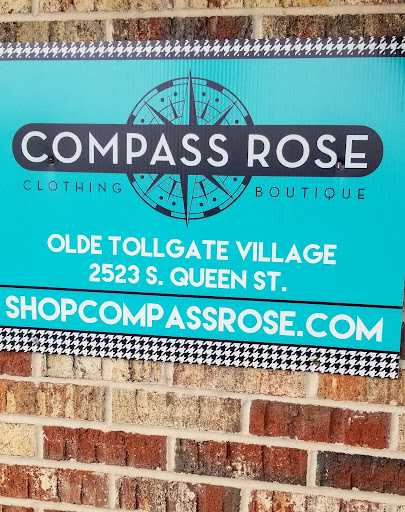 COMPASS ROSE
CLOTHING BOUTIQUE
OLDE TOLLGATE VILLAGE
2523 S. QUEEN ST.
SHOPCOMPASSROSE.COM